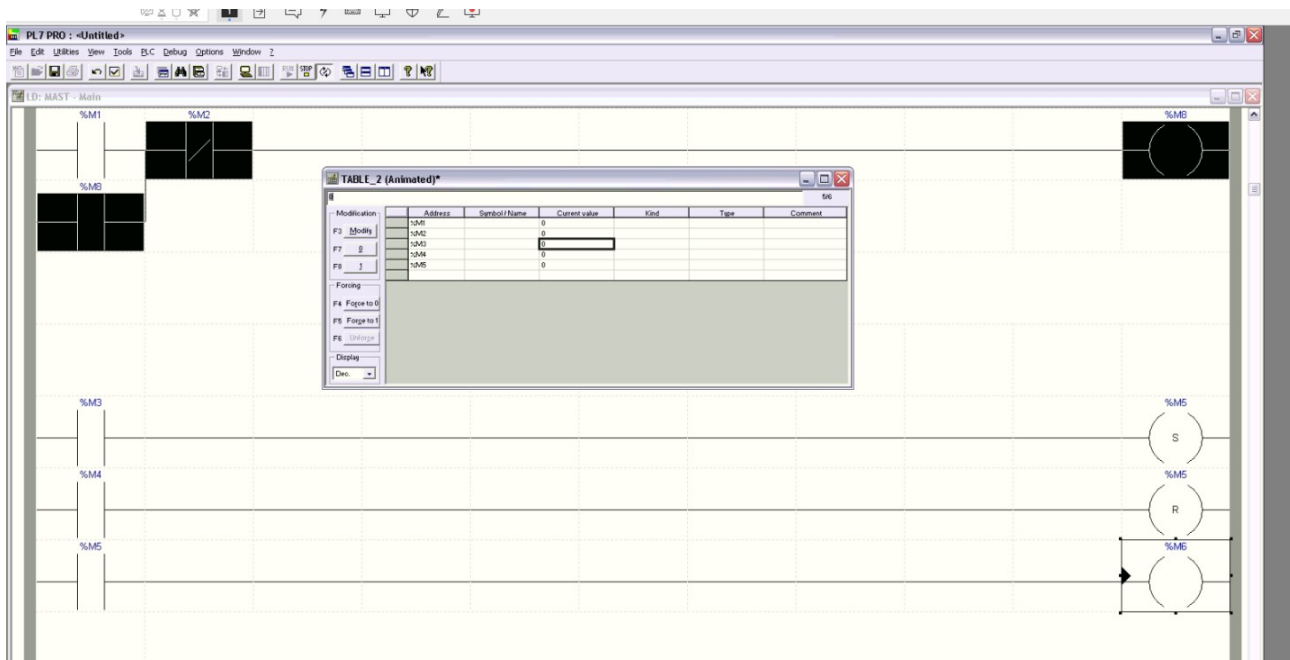 PL7 PRO : <Untitled>
File Edit Utilities View Tools PLC Debug Options Window ?
LD: MAST - Main
%M1 %M2 %M8
%M8
TABLE_2 (Animated)*
5/6
Modification Address Symbol / Name Current value Kind Type Comment
F3 Modify %M1 0
%M2 0
F7 0 %M3 0
F8 1 %M4 0
%M5 0
Forcing
F4 Force to 0
F5 Force to 1
F6 Unforce
Display
Dec.
%M3 %M5
S
%M4 %M5
R
%M5 %M6